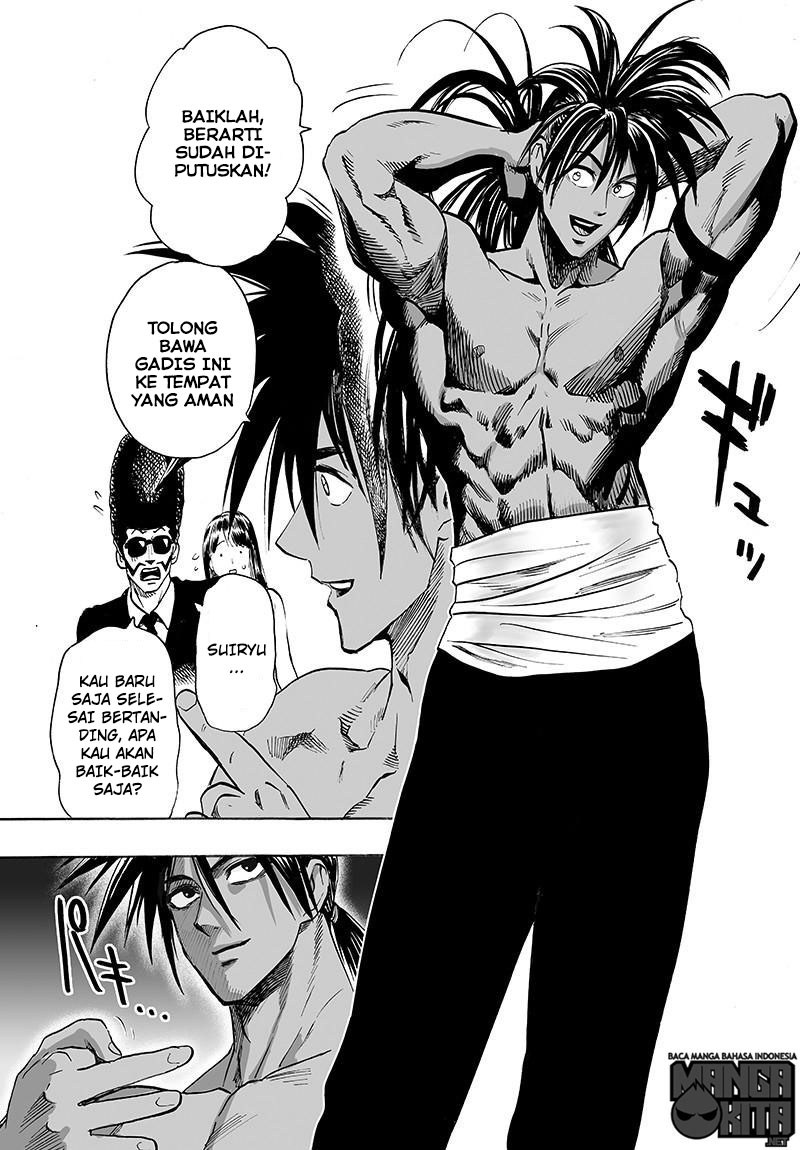 BAIKLAH,
BERARTI
SUDAH DI-
PUTUSKAN!
TOLONG
BAWA
GADIS INI
KE TEMPAT
YANG AMAN
ギュッ
SUIRYU
...
KAU BARU
SAJA SELE-
SAI BERTAN-
DING, APA
KAU AKAN
BAIK-BAIK
SAJA?
パキ...
BACA MANGA BAHASA INDONESIA
MANGA
KITA
.NET